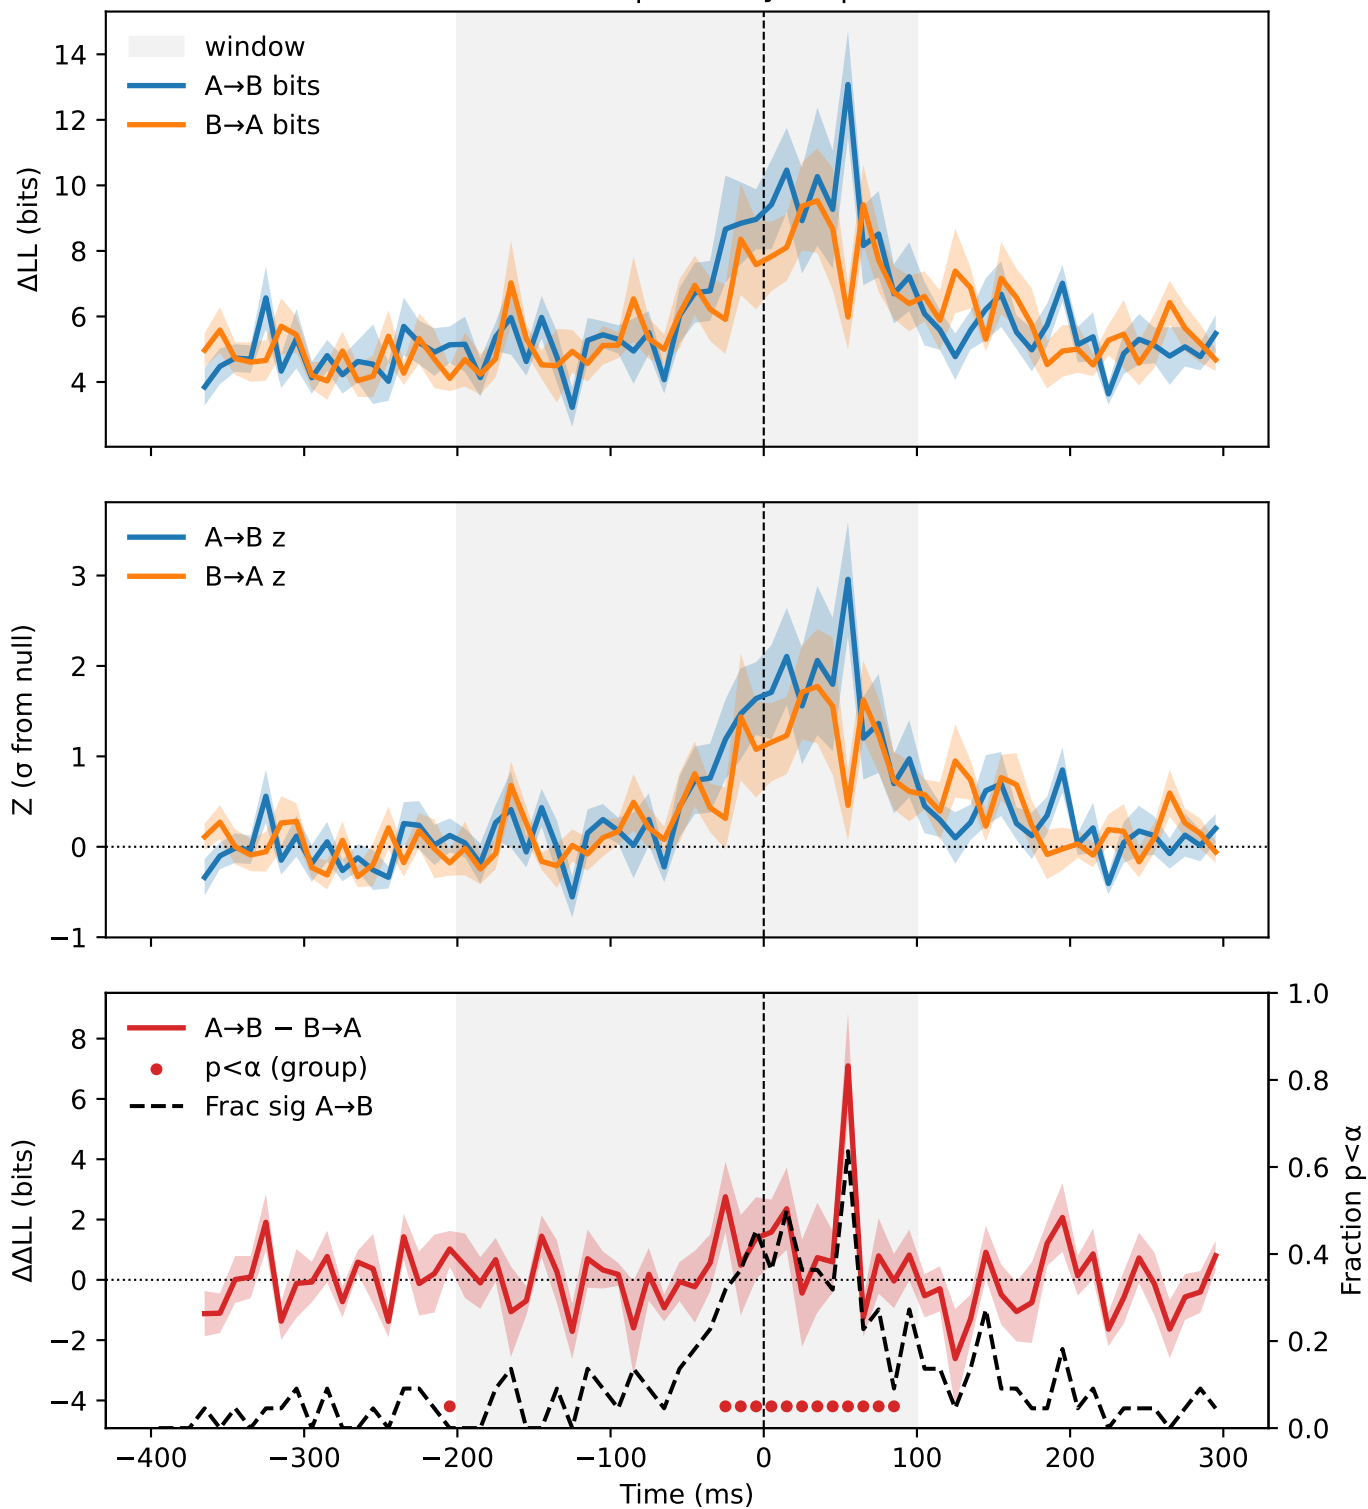 window
A→B bits
B→A bits
14
12
10
8
6
4
ΔLL (bits)
A→B z
B→A z
3
2
1
0
−1
Z (σ from null)
A→B − B→A
p<α (group)
Frac sig A→B
8
6
4
2
0
−2
−4
ΔΔLL (bits)
1.0
0.8
0.6
0.4
0.2
0.0
Fraction p<α
−400 −300 −200 −100 0 100 200 300
Time (ms)